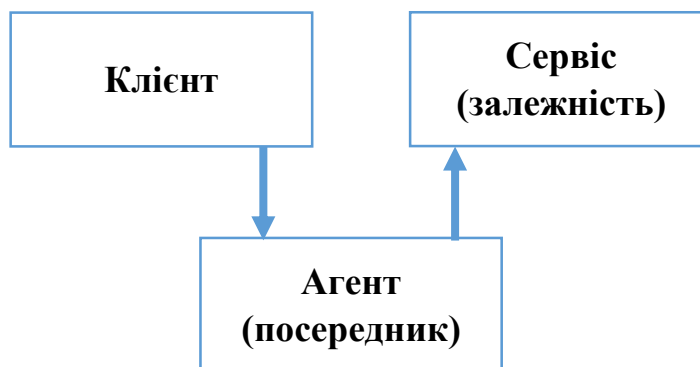 Клієнт
Сервіс
(залежність)
Агент
(посередник)